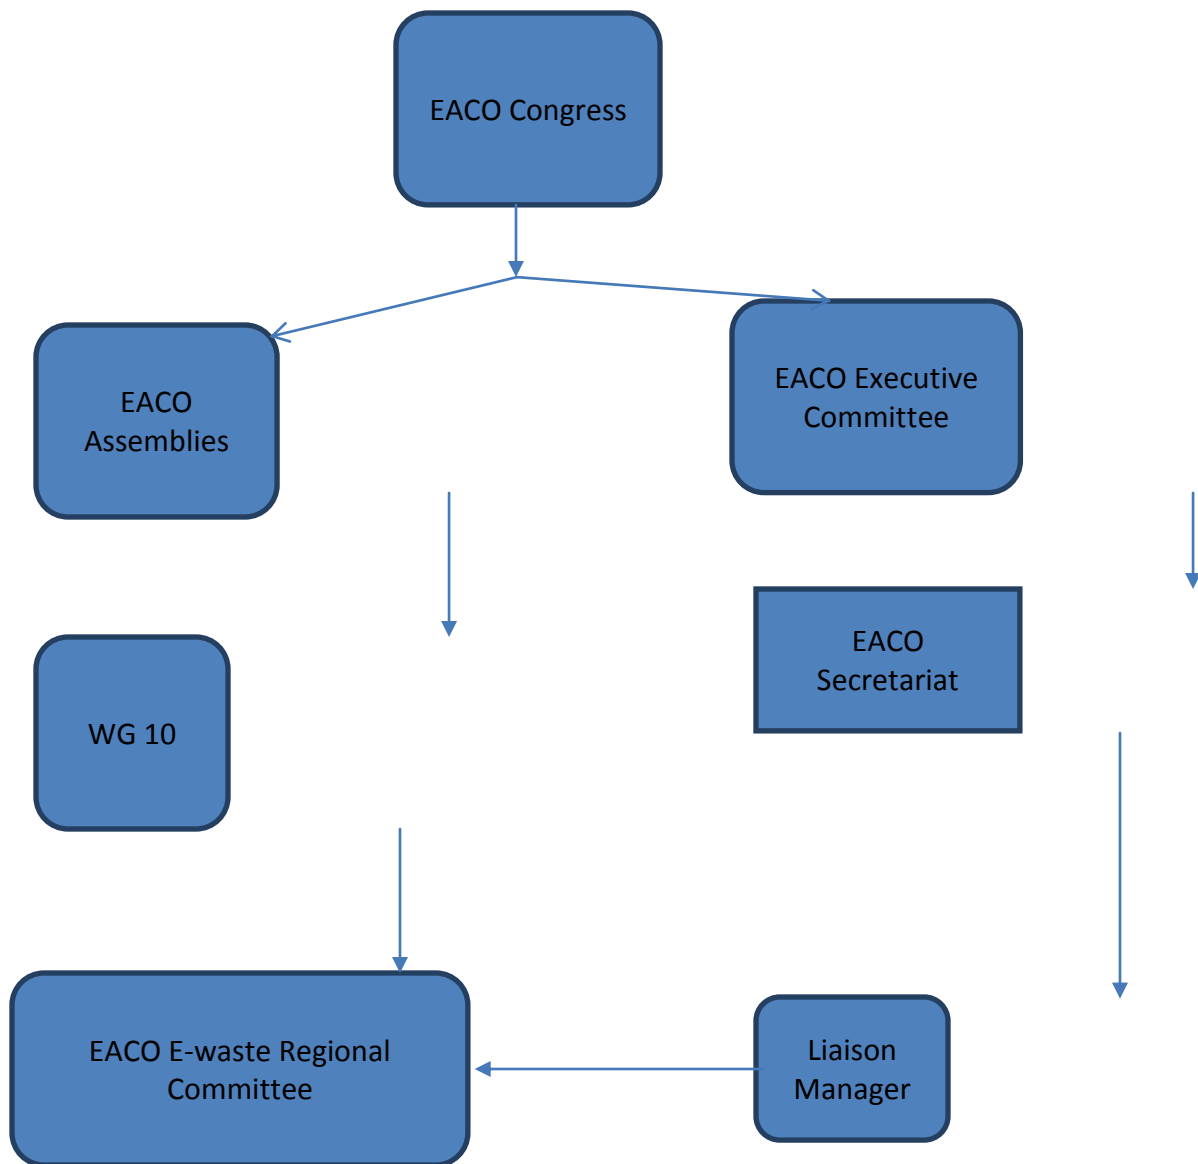 EACO Congress
EACO
Assemblies
EACO Executive
Committee
EACO
Secretariat
WG 10
EACO E-waste Regional
Committee
Liaison
Manager